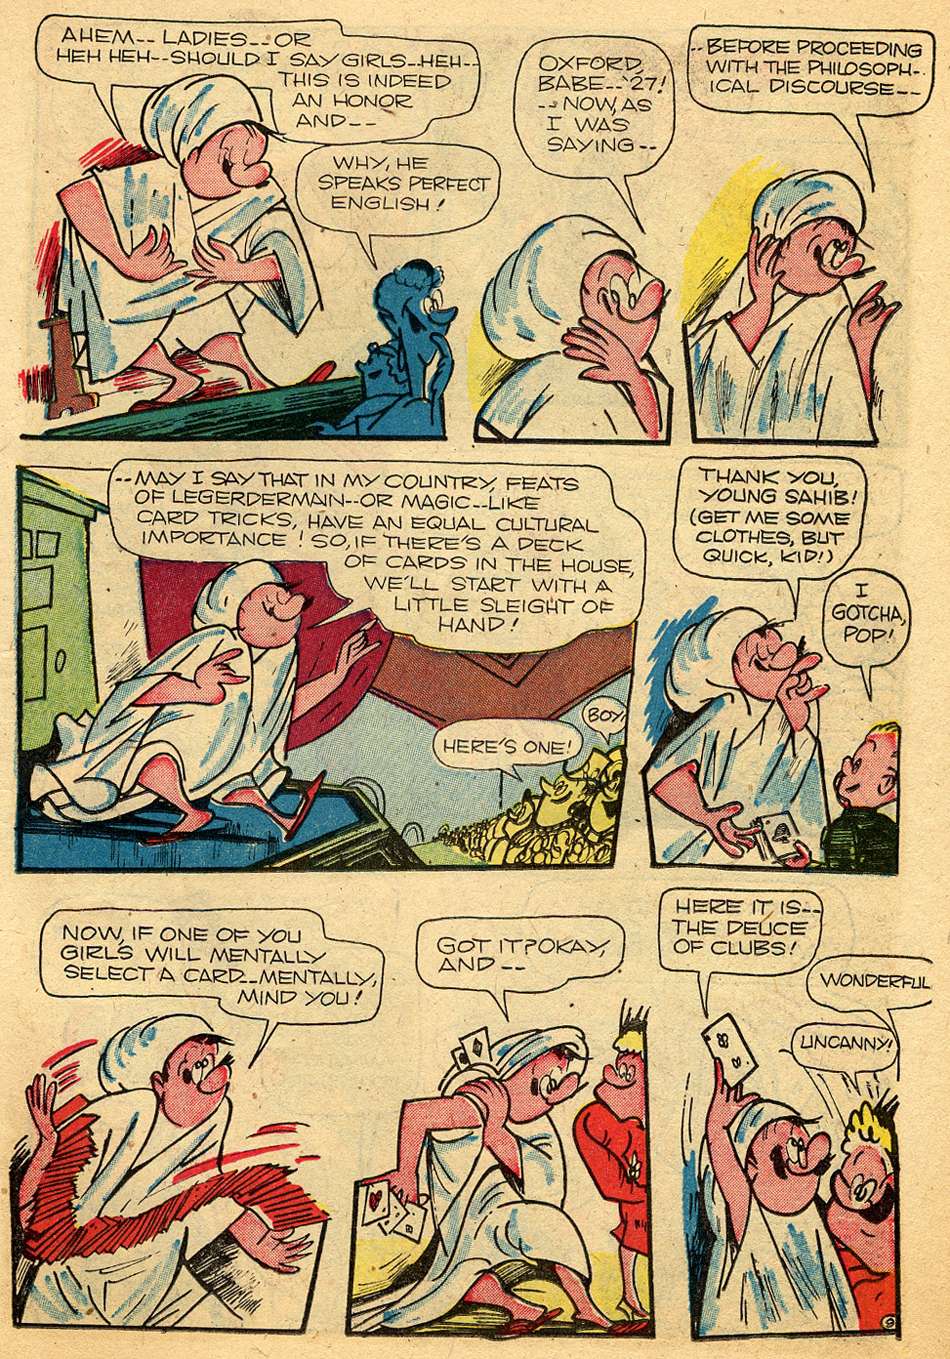 AHEM-- LADIES--OR
HEH HEH--SHOULD I SAY GIRLS--HEH--
THIS IS INDEED
AN HONOR
AND--
WHY, HE
SPEAKS PERFECT
ENGLISH!
OXFORD,
BABE--'27!
--NOW, AS
I WAS
SAYING--
--BEFORE PROCEEDING
WITH THE PHILOSOPH-
ICAL DISCOURSE--
--MAY I SAY THAT IN MY COUNTRY, FEATS
OF LEGERDERMAIN--OR MAGIC--LIKE
CARD TRICKS, HAVE AN EQUAL CULTURAL
IMPORTANCE! SO, IF THERE'S A DECK
OF CARDS IN THE HOUSE,
WE'LL START WITH A
LITTLE SLEIGHT OF
HAND!
HERE'S ONE!
BOY,
THANK YOU,
YOUNG SAHIB!
(GET ME SOME
CLOTHES, BUT
QUICK, KID!)
I
GOTCHA,
POP!
NOW, IF ONE OF YOU
GIRLS WILL MENTALLY
SELECT A CARD--MENTALLY,
MIND YOU!
GOT IT? OKAY,
AND--
HERE IT IS--
THE DEUCE
OF CLUBS!
WONDERFUL
UNCANNY!
9